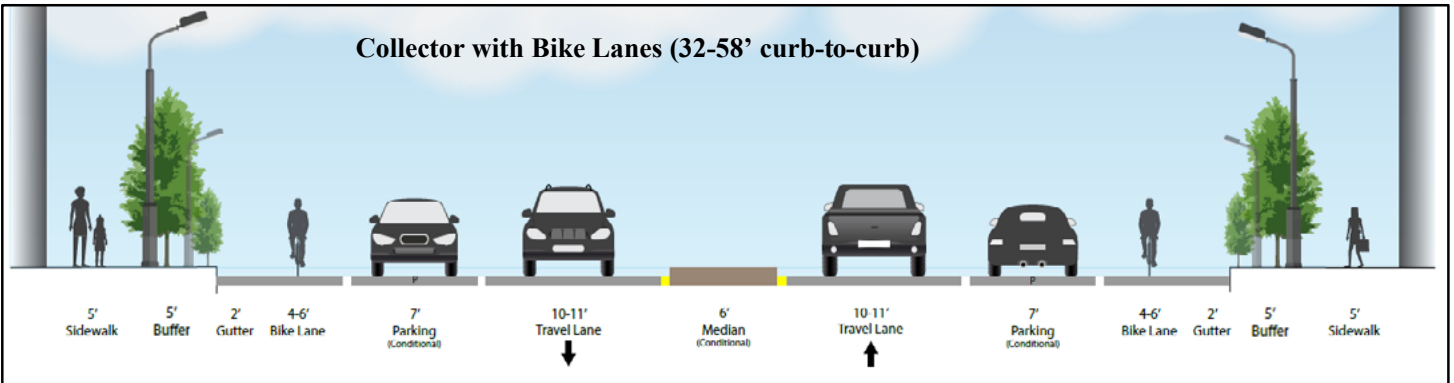 Collector with Bike Lanes (32-58’ curb-to-curb)
P
P
5’
Sidewalk
5’
Buffer
2’
Gutter
4-6’
Bike Lane
7’
Parking
(Conditional)
10-11’
Travel Lane
6’
Median
(Conditional)
10-11’
Travel Lane
7’
Parking
(Conditional)
4-6’
Bike Lane
2’
Gutter
5’
Buffer
5’
Sidewalk